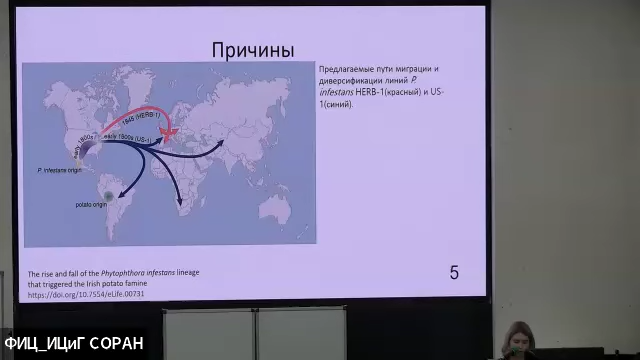 Причины
Предлагаемые пути миграции и
диверсификации линий P.
infestans HERB-1(красный) и US-
1(синий).
1845 (HERB-1)
early 1800s
early 1900s (US-1)
P. infestans origin
potato origin
The rise and fall of the Phytophthora infestans lineage
that triggered the Irish potato famine
https://doi.org/10.7554/eLife.00731
5
ФИЦ_ИЦиГ СОРАН